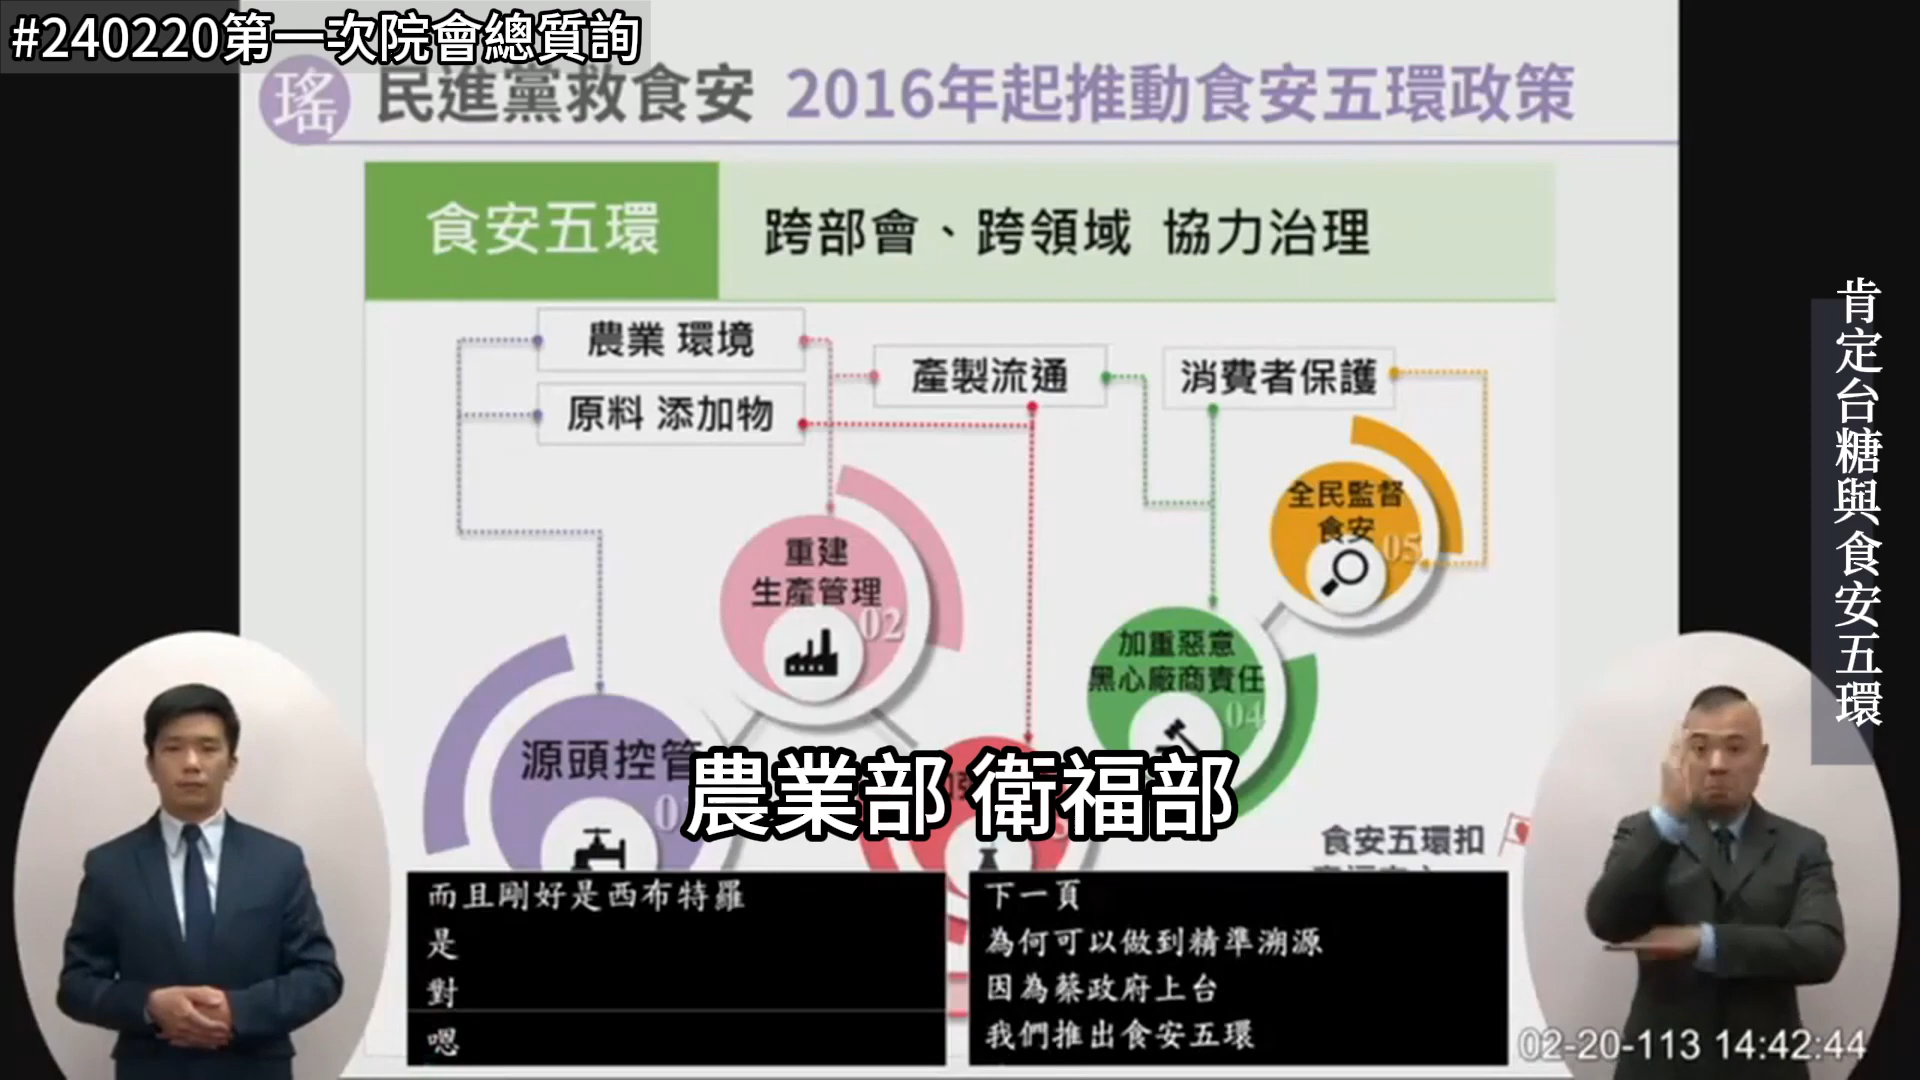 #240220第一次院會總質詢
瑤 民進黨救食安 2016年起推動食安五環政策
食安五環 跨部會、跨領域 協力治理
農業 環境
原料 添加物
產製流通
消費者保護
全民監督
食安
05
重建
生產管理
02
加重惡意
黑心廠商責任
04
源頭控管
農業部 衛福部
食安五環扣
肯定台糖與食安五環
而且剛好是西布特羅
是
對
嗯
下一頁
為何可以做到精準溯源
因為蔡政府上台
我們推出食安五環
02-20-113 14:42:44